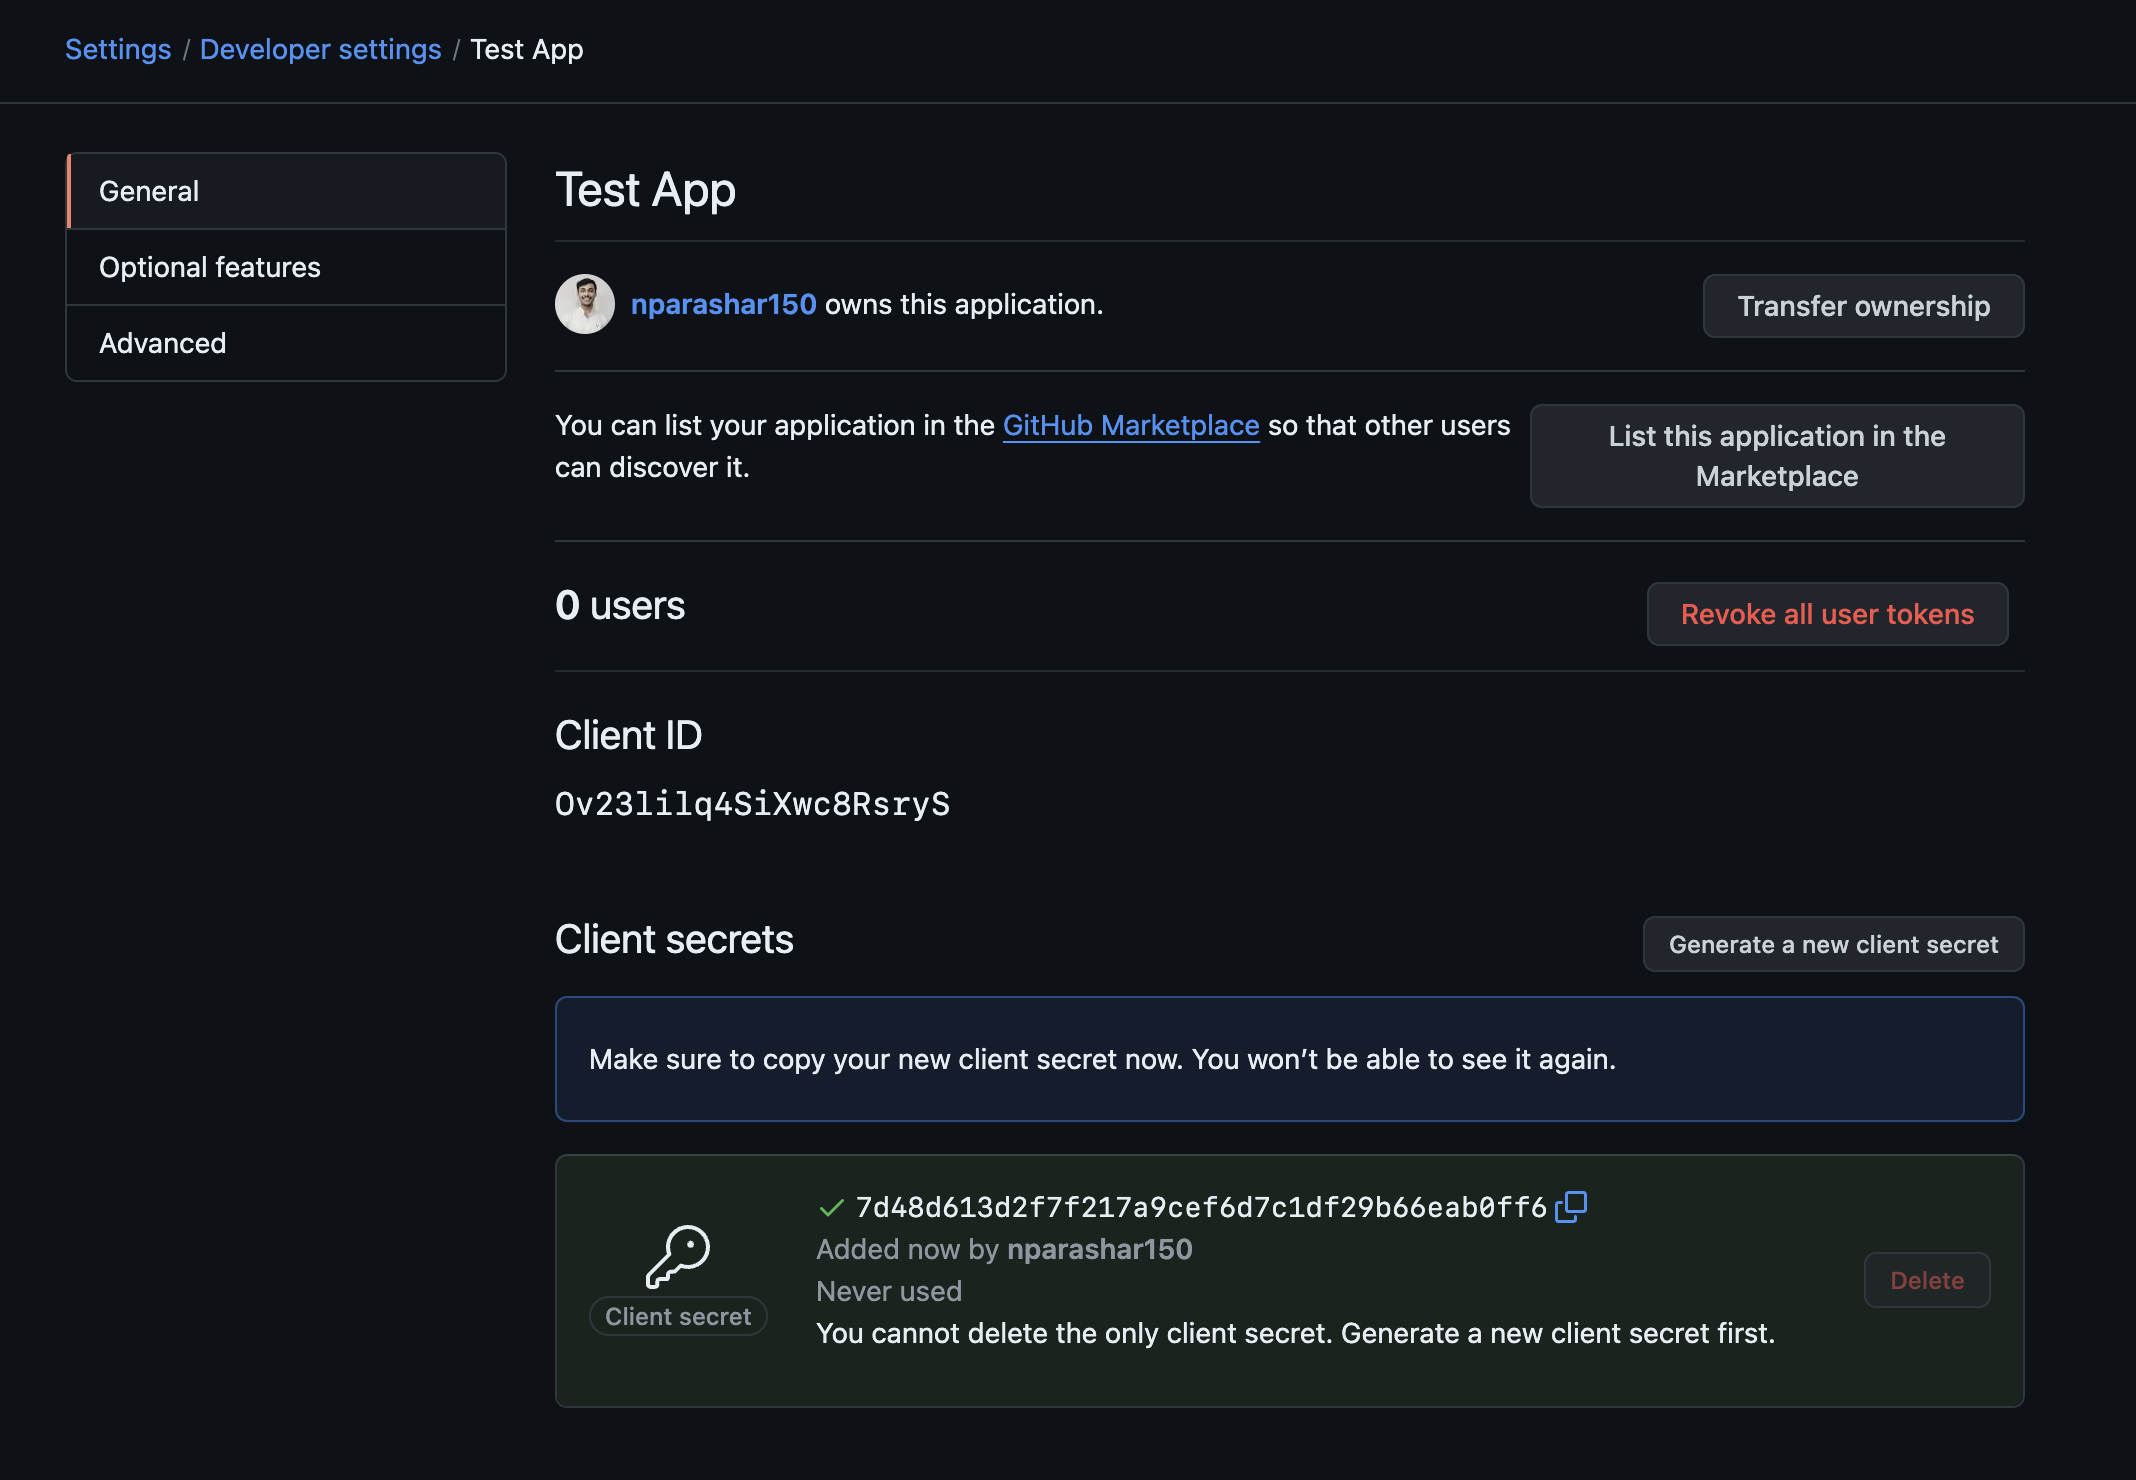 Settings / Developer settings / Test App
General
Optional features
Advanced
Test App
nparashar150 owns this application.
Transfer ownership
You can list your application in the GitHub Marketplace so that other users
can discover it.
List this application in the
Marketplace
0 users
Revoke all user tokens
Client ID
Ov23lilq4SiXwc8RsryS
Client secrets
Generate a new client secret
Make sure to copy your new client secret now. You won’t be able to see it again.
Client secret
7d48d613d2f7f217a9cef6d7c1df29b66eab0ff6
Added now by nparashar150
Never used
You cannot delete the only client secret. Generate a new client secret first.
Delete